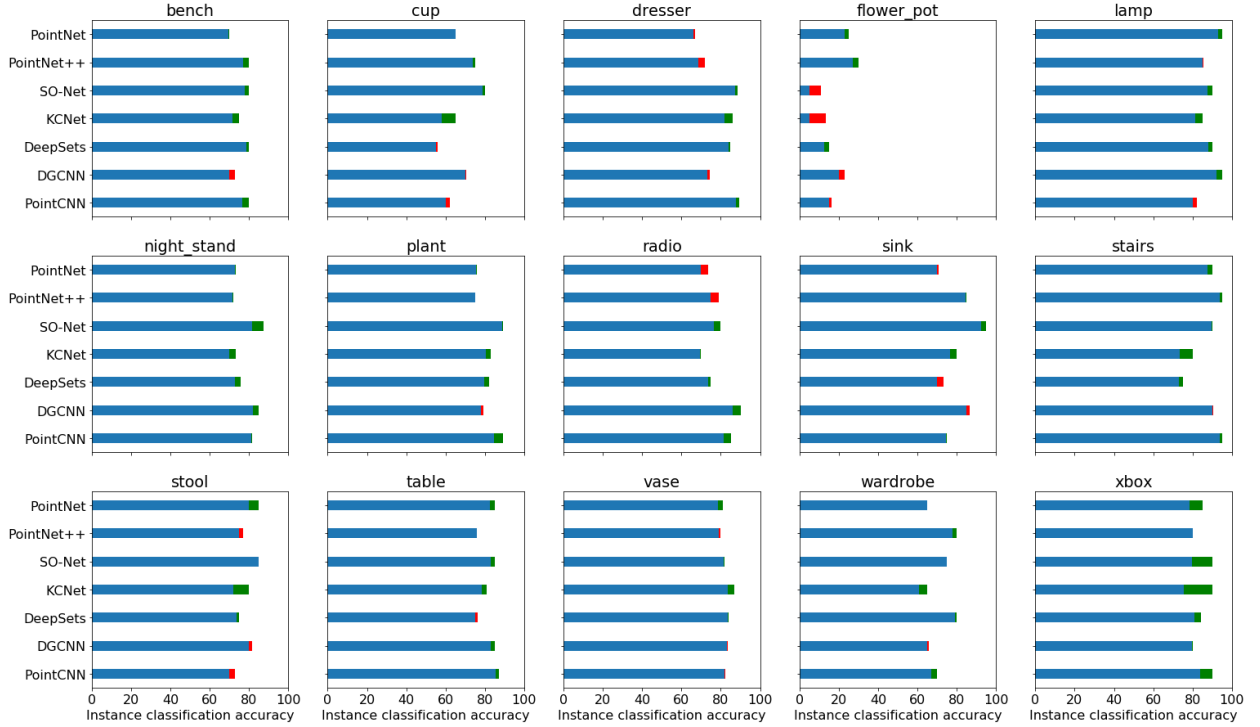 bench cup dresser flower_pot lamp
PointNet
PointNet++
SO-Net
KCNet
DeepSets
DGCNN
PointCNN
night_stand plant radio sink stairs
PointNet
PointNet++
SO-Net
KCNet
DeepSets
DGCNN
PointCNN
stool table vase wardrobe xbox
PointNet
PointNet++
SO-Net
KCNet
DeepSets
DGCNN
PointCNN
0 20 40 60 80 100 0 20 40 60 80 100 0 20 40 60 80 100 0 20 40 60 80 100 0 20 40 60 80 100
Instance classification accuracy Instance classification accuracy Instance classification accuracy Instance classification accuracy Instance classification accuracy